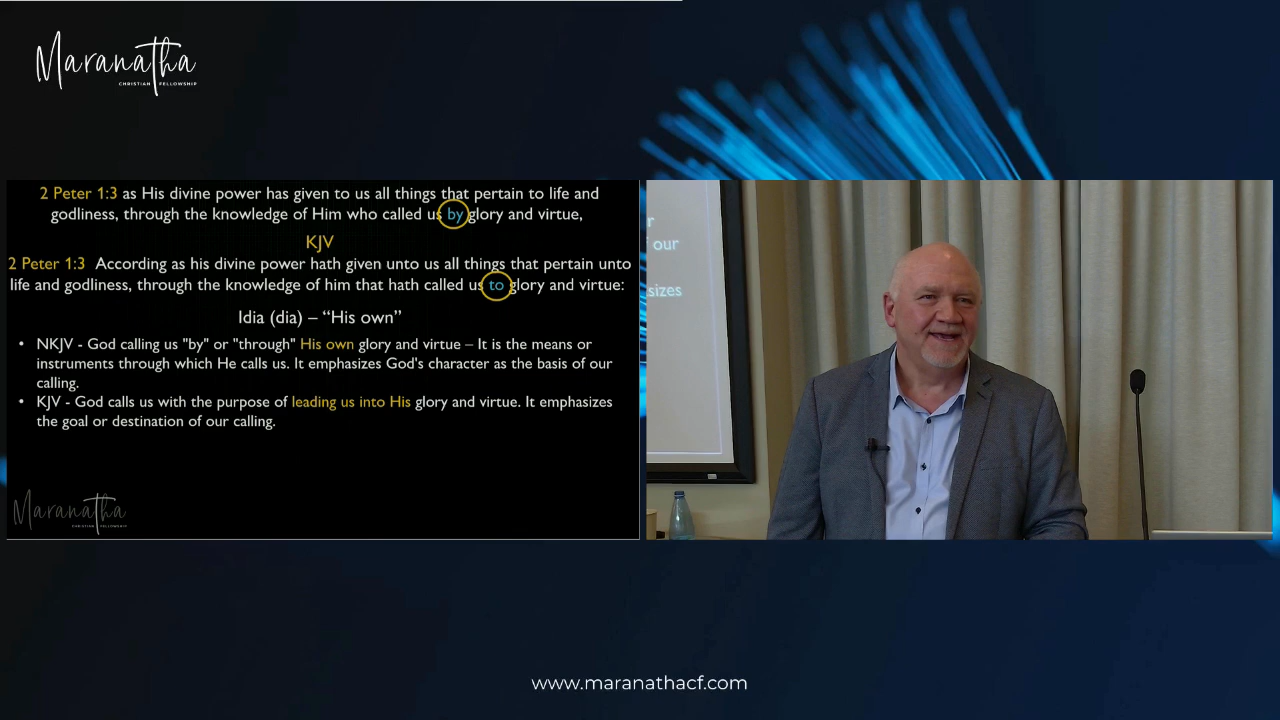 Maranatha
CHRISTIAN FELLOWSHIP
2 Peter 1:3 as His divine power has given to us all things that pertain to life and
godliness, through the knowledge of Him who called us by glory and virtue,
KJV
2 Peter 1:3 According as his divine power hath given unto us all things that pertain unto
life and godliness, through the knowledge of him that hath called us to glory and virtue:
Idia (dia) – “His own”
• NKJV - God calling us "by" or "through" His own glory and virtue – It is the means or
instruments through which He calls us. It emphasizes God's character as the basis of our
calling.
• KJV - God calls us with the purpose of leading us into His glory and virtue. It emphasizes
the goal or destination of our calling.
Maranatha
CHRISTIAN FELLOWSHIP
r
f our
sizes
www.maranathacf.com